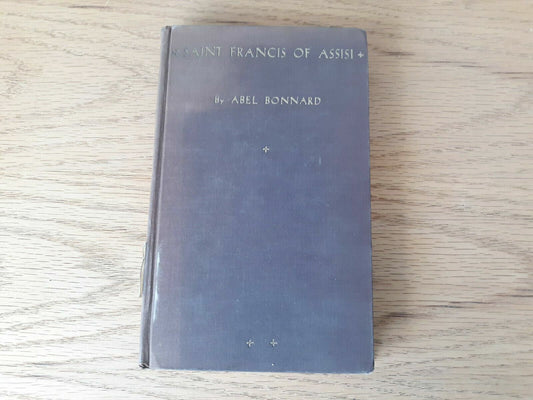 SAINT FRANCIS OF ASSISI
By ABEL BONNARD